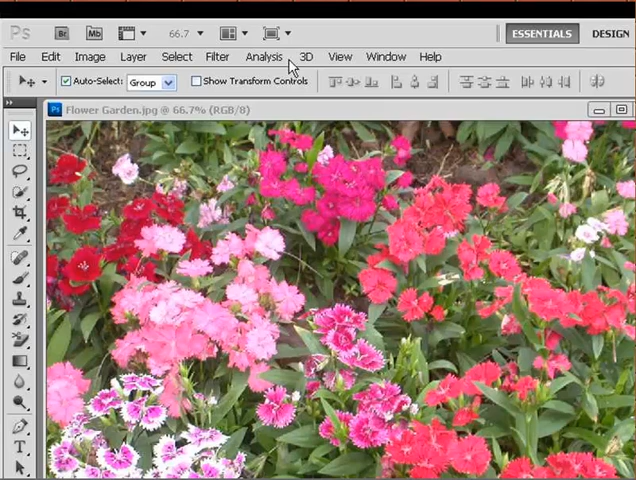 Ps Br Mb 66.7 ESSENTIALS DESIGN
File Edit Image Layer Select Filter Analysis 3D View Window Help
Auto-Select: Group Show Transform Controls
Ps Flower Garden.jpg @ 66.7% (RGB/8)
T